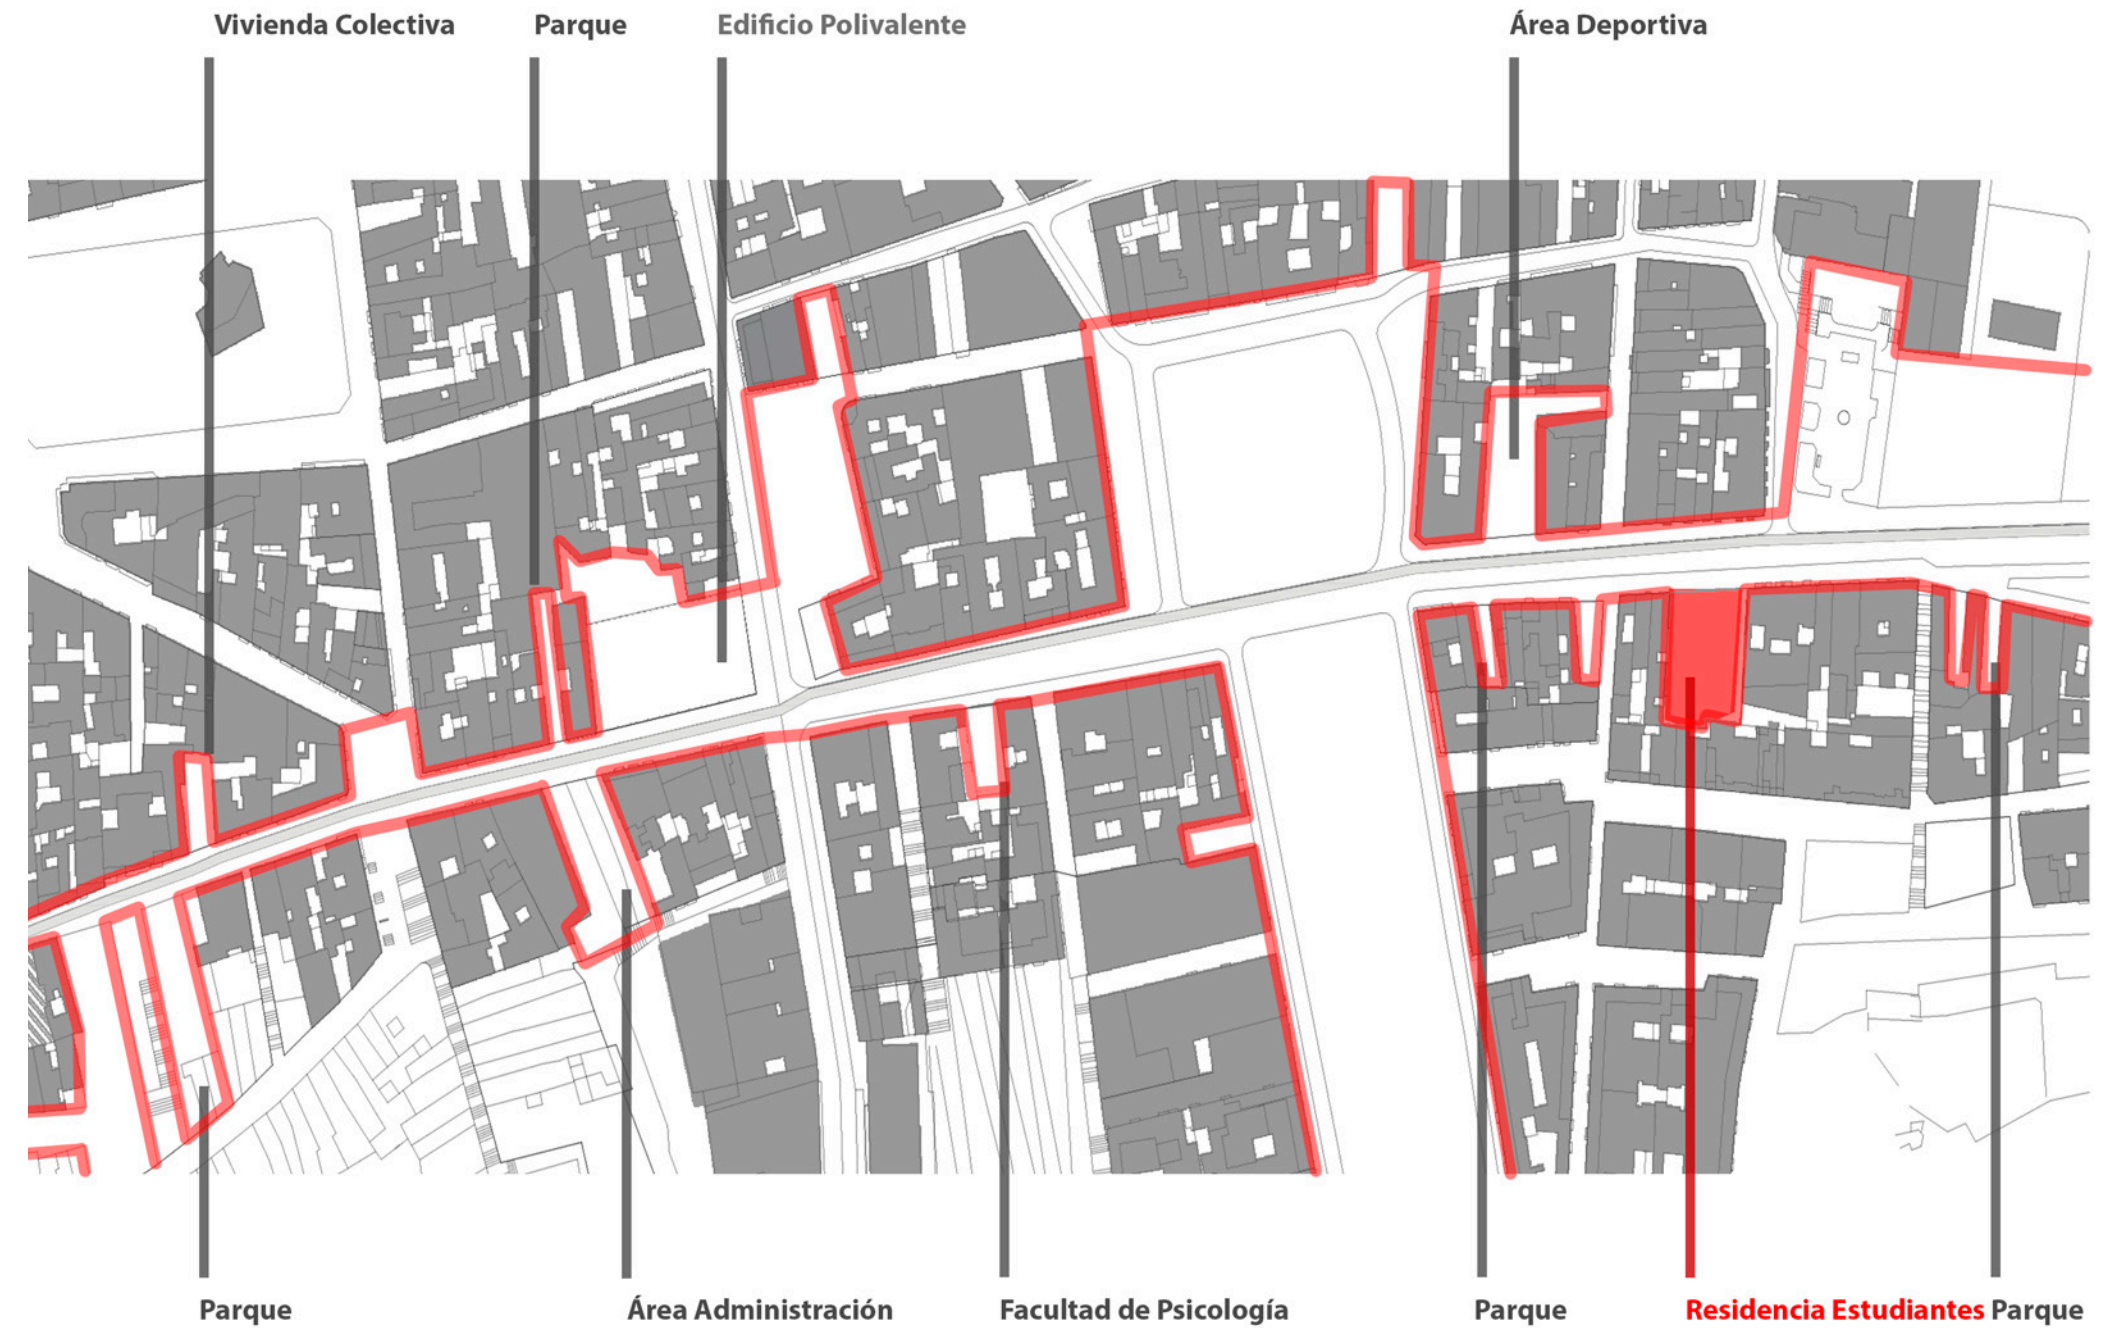 Vivienda Colectiva
Parque
Edificio Polivalente
Área Deportiva
Parque
Área Administración
Facultad de Psicología
Parque
Residencia Estudiantes
Parque